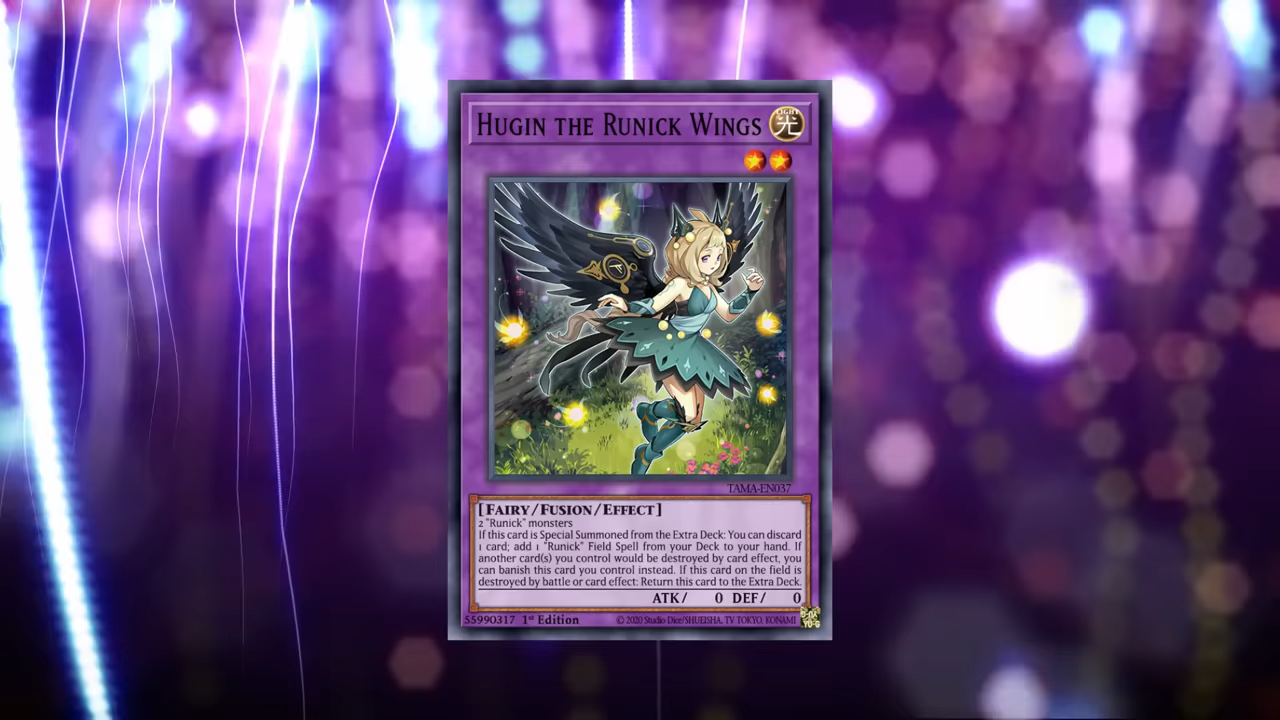 HUGIN THE RUNICK WINGS
LIGHT
光
TAMA-EN037
[FAIRY/FUSION/EFFECT]
2 "Runick" monsters
If this card is Special Summoned from the Extra Deck: You can discard
1 card; add 1 "Runick" Field Spell from your Deck to your hand. If
another card(s) you control would be destroyed by card effect, you
can banish this card you control instead. If this card on the field is
destroyed by battle or card effect: Return this card to the Extra Deck.
ATK/ 0 DEF/ 0
55990317 1st Edition ©2020 Studio Dice/SHUEISHA, TV TOKYO, KONAMI